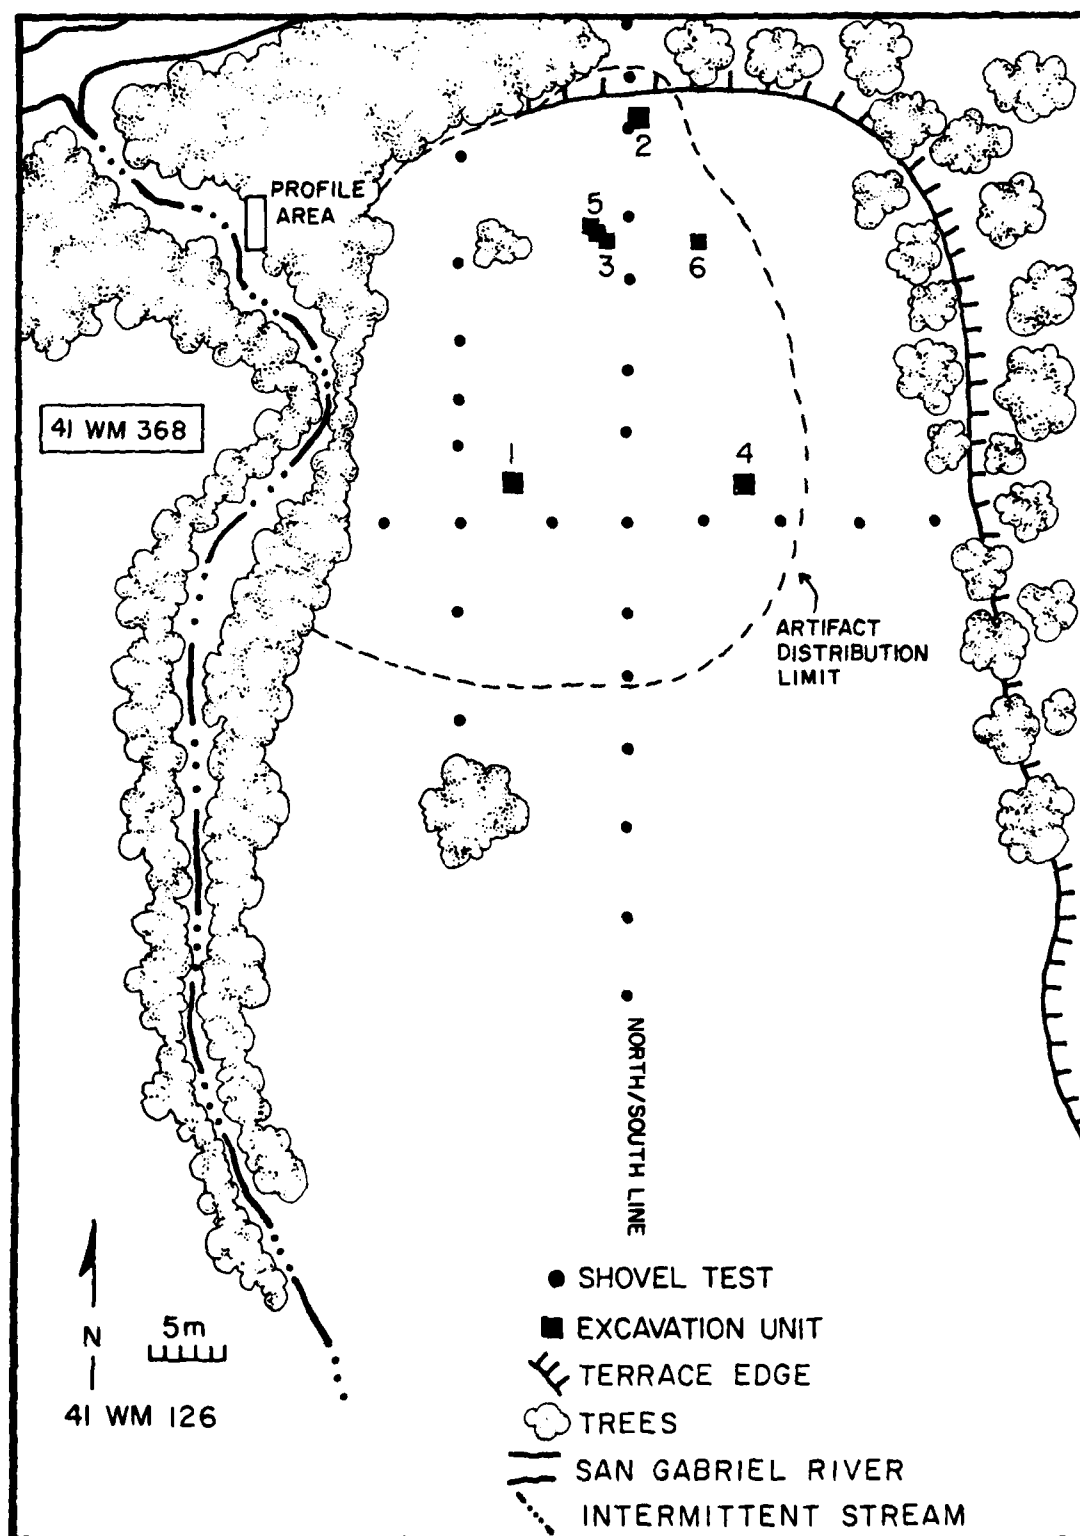 PROFILE
AREA
2
5
3
6
41 WM 368
1
4
ARTIFACT
DISTRIBUTION
LIMIT
NORTH/SOUTH LINE
N
5m
41 WM 126
SHOVEL TEST
EXCAVATION UNIT
TERRACE EDGE
TREES
SAN GABRIEL RIVER
INTERMITTENT STREAM